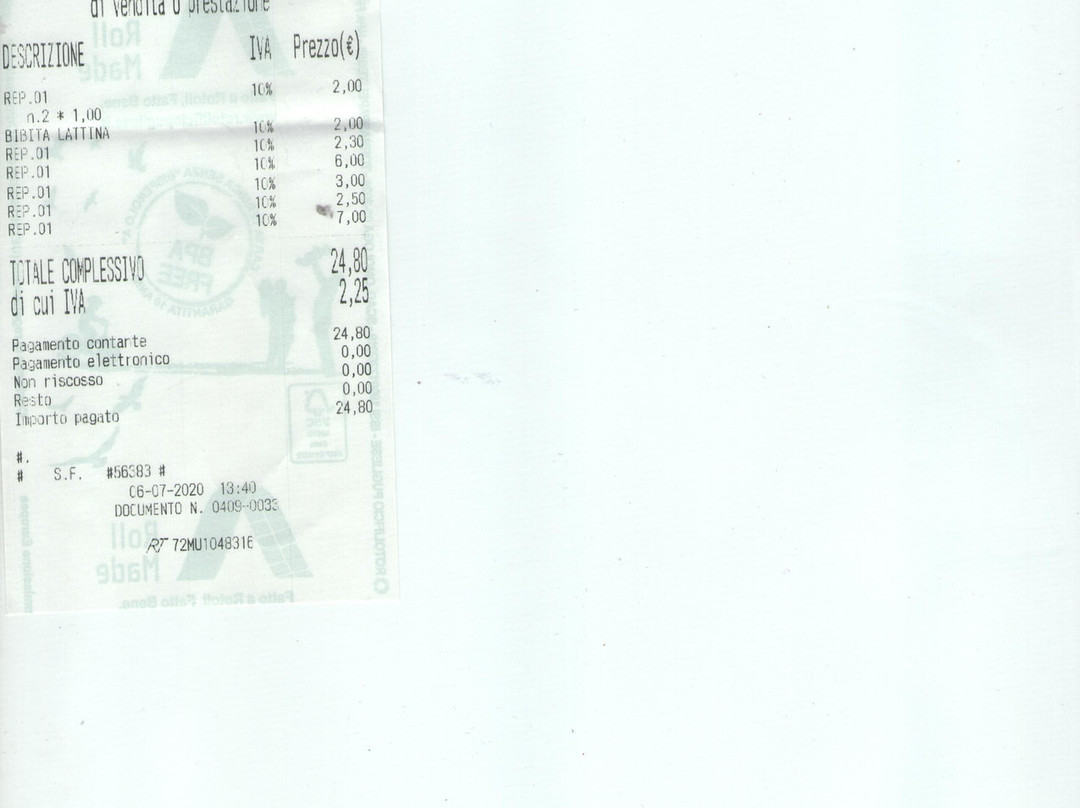 di vendita o prestazione
DESCRIZIONE IVA Prezzo(€)
REP.01 10% 2,00
n.2 * 1,00
BIBITA LATTINA 10% 2,00
REP.01 10% 2,30
REP.01 10% 6,00
REP.01 10% 3,00
REP.01 10% 2,50
REP.01 10% 7,00
TOTALE COMPLESSIVO 24,80
di cui IVA 2,25
Pagamento contante 24,80
Pagamento elettronico 0,00
Non riscosso 0,00
Resto 0,00
Importo pagato 24,80
#.
# S.F. #56383 #
06-07-2020 13:40
DOCUMENTO N. 0409-0033
RT 72MU1048316
Roll
Made
Fatto a Rotoli, Fatto Bene.
BPA
FREE